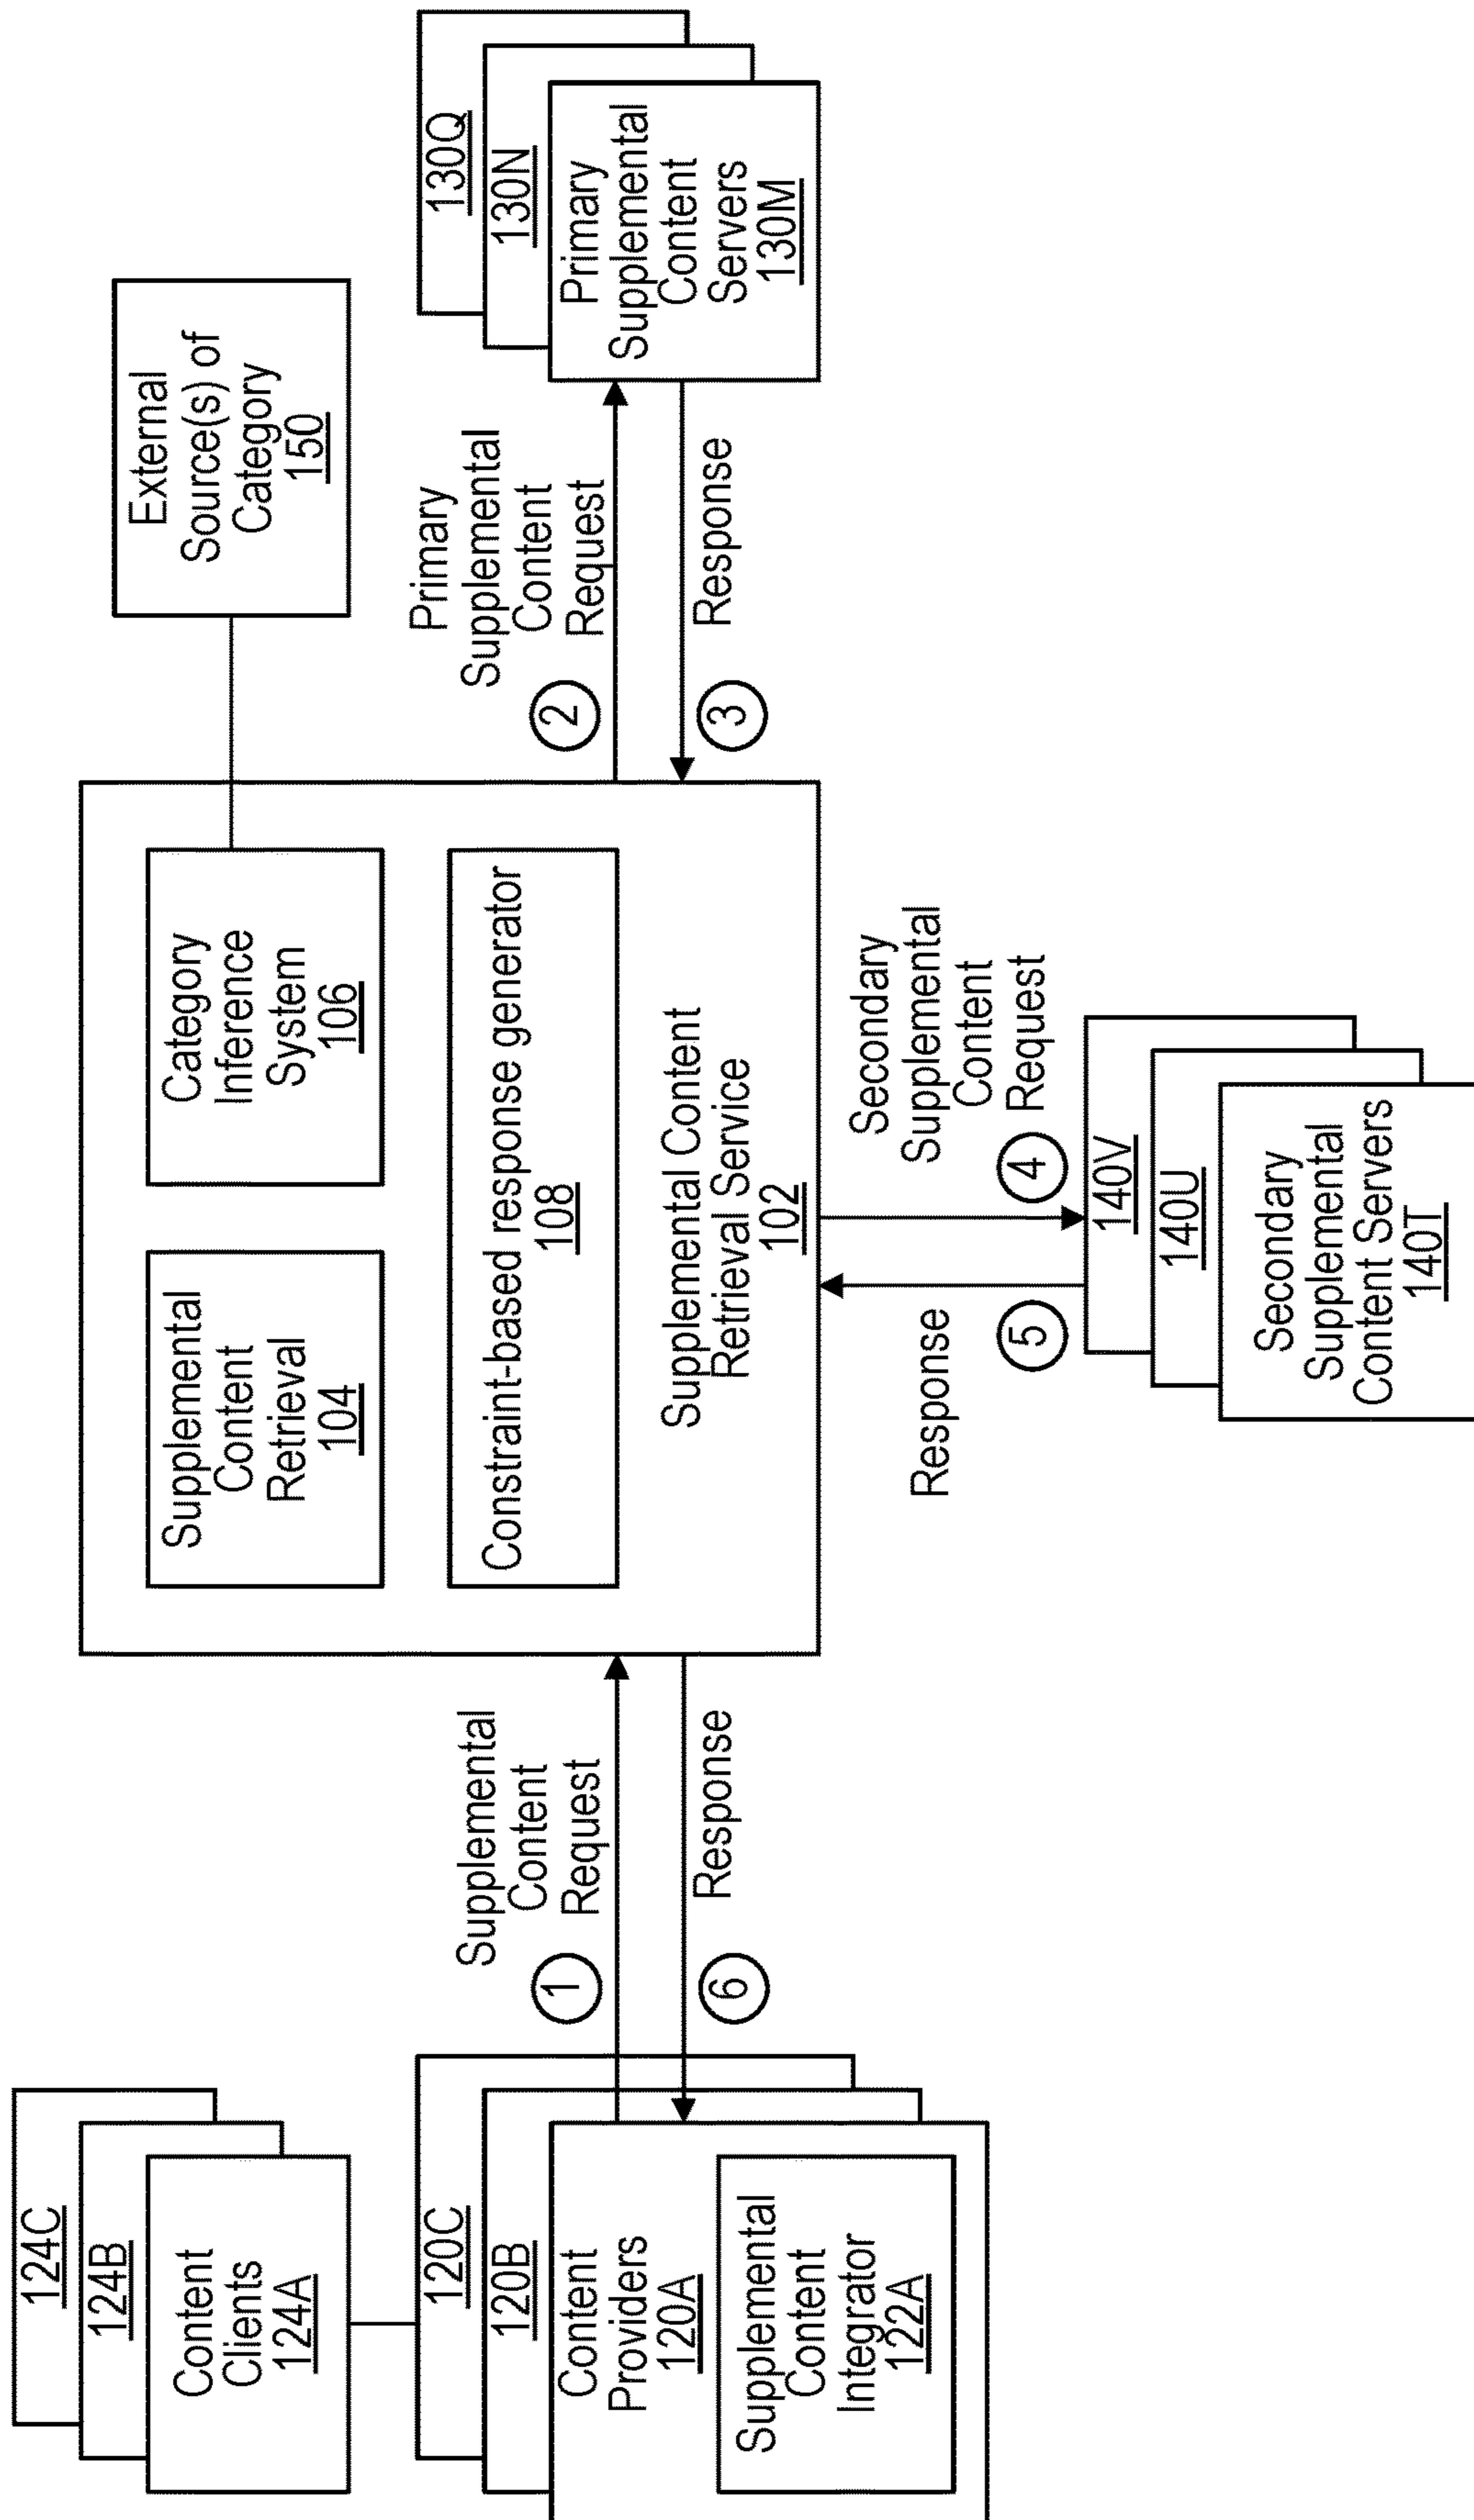 124C
124B
Content
Clients
124A
120C
120B
Content
Providers
120A
Supplemental
Content
Integrator
122A
1
Supplemental
Content
Request
6
Response
Supplemental
Content
Retrieval
104
Category
Inference
System
106
Constraint-based response generator
108
Supplemental Content
Retrieval Service
102
External
Source(s) of
Category
150
2
Primary
Supplemental
Content
Request
3
Response
130Q
130N
Primary
Supplemental
Content
Servers
130M
5
Response
4
Secondary
Supplemental
Content
Request
140V
140U
Secondary
Supplemental
Content Servers
140T